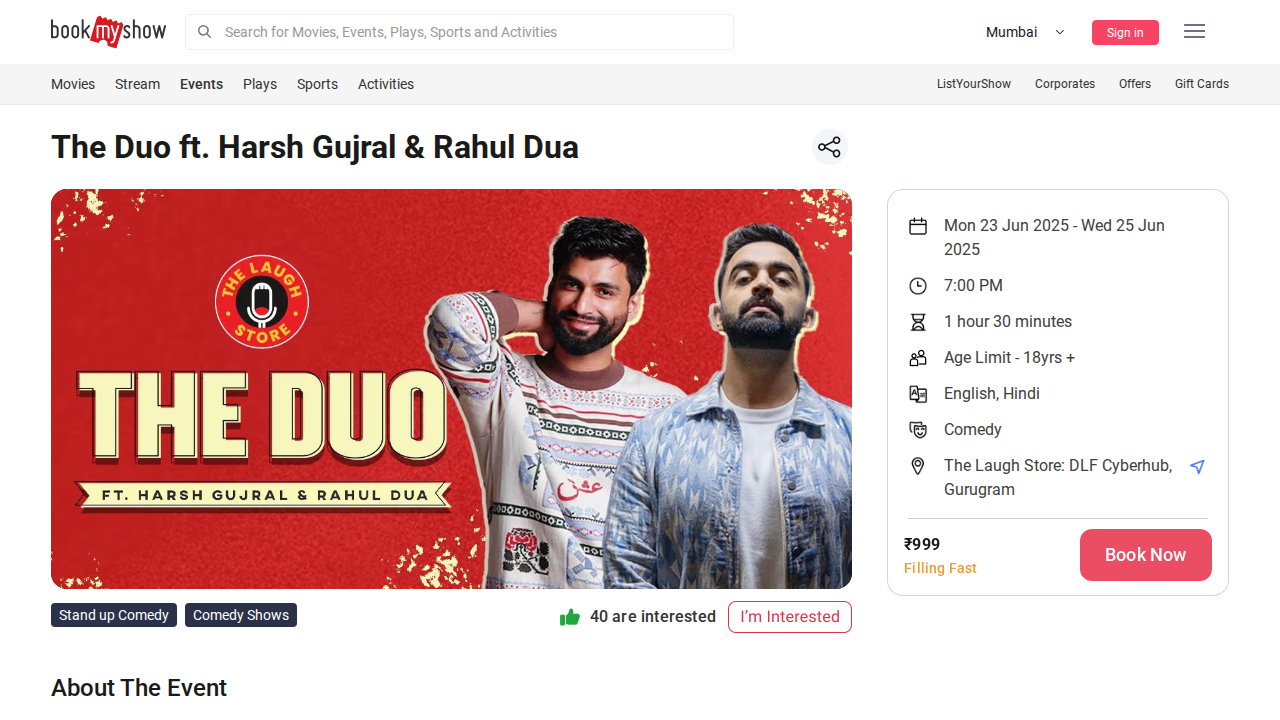 bookmyshow
Search for Movies, Events, Plays, Sports and Activities
Mumbai
Sign in
Movies
Stream
Events
Plays
Sports
Activities
ListYourShow
Corporates
Offers
Gift Cards
The Duo ft. Harsh Gujral & Rahul Dua
THE LAUGH
STORE
THE DUO
FT. HARSH GUJRAL & RAHUL DUA
عشق
Mon 23 Jun 2025 - Wed 25 Jun
2025
7:00 PM
1 hour 30 minutes
Age Limit - 18yrs +
English, Hindi
Comedy
The Laugh Store: DLF Cyberhub,
Gurugram
₹999
Filling Fast
Book Now
Stand up Comedy
Comedy Shows
40 are interested
I’m Interested
About The Event